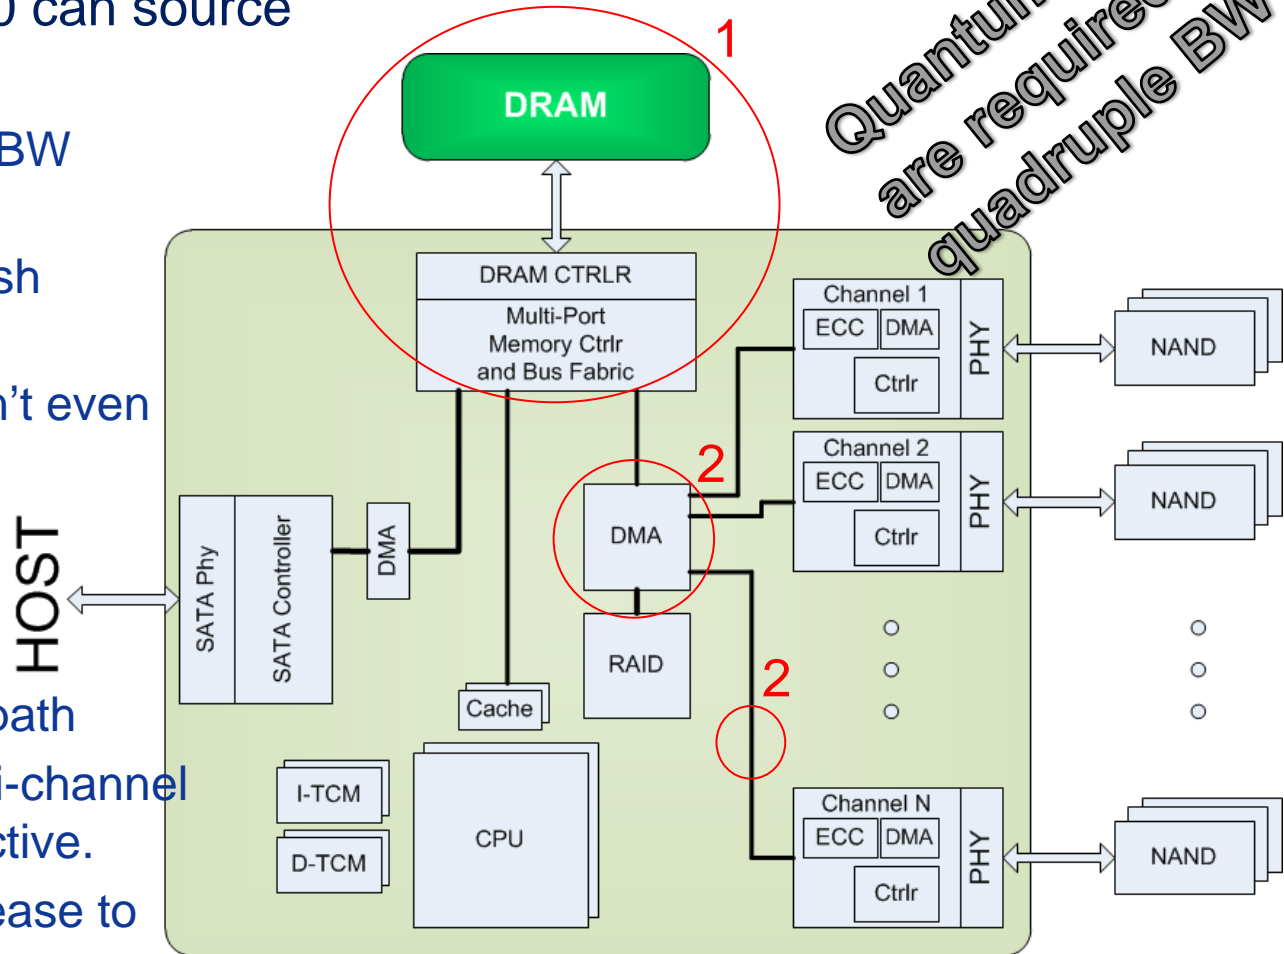 0 can source
BW
sh
n't even
path
i-channel
ctive.
ease to
Quantum
are required
quadruple BW
1
DRAM
DRAM CTRLR
Multi-Port
Memory Ctrlr
and Bus Fabric
Channel 1
ECC
DMA
Ctrlr
PHY
NAND
Channel 2
ECC
DMA
Ctrlr
PHY
NAND
2
DMA
RAID
2
HOST
SATA Phy
SATA Controller
DMA
Cache
I-TCM
D-TCM
CPU
Channel N
ECC
DMA
Ctrlr
PHY
NAND